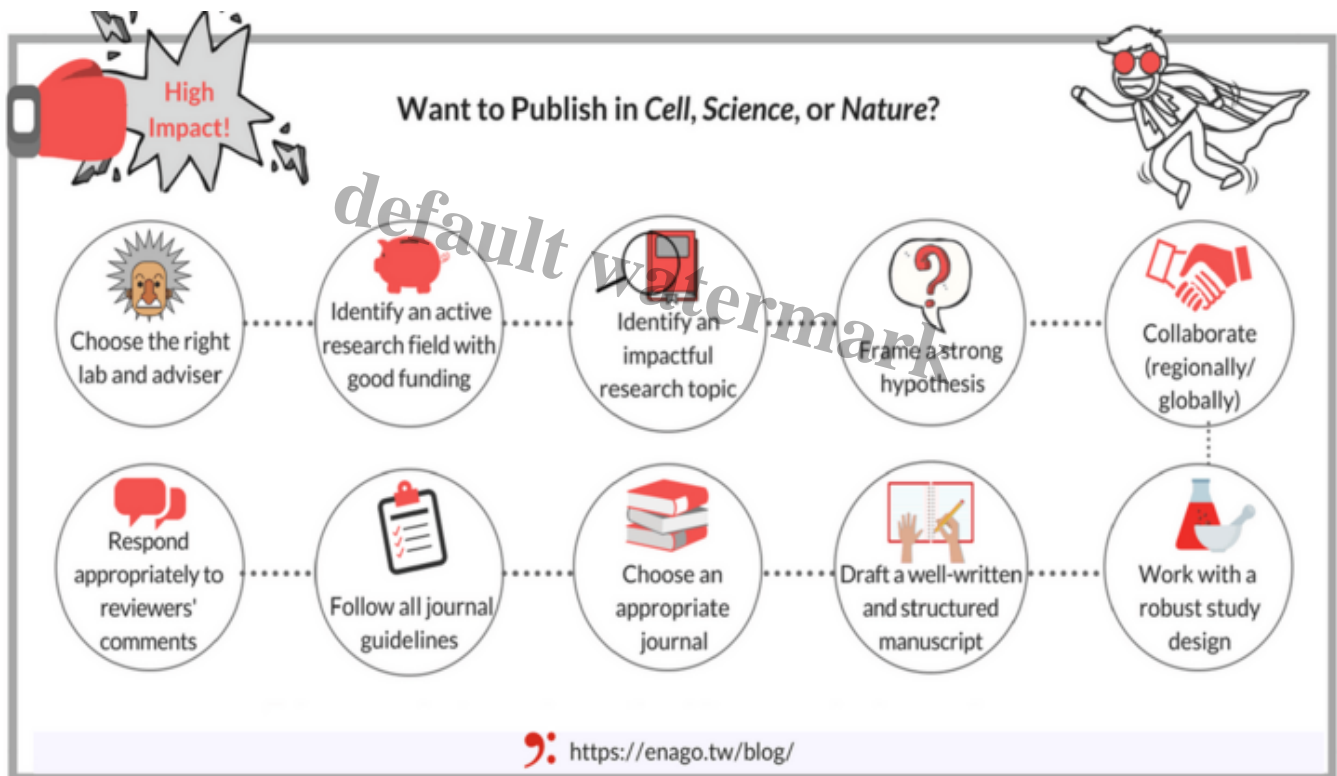 High
Impact!
Want to Publish in Cell, Science, or Nature?
default watermark
Choose the right
lab and adviser
Identify an active
research field with
good funding
Identify an
impactful
research topic
Frame a strong
hypothesis
Collaborate
(regionally/
globally)
Work with a
robust study
design
Draft a well-written
and structured
manuscript
Choose an
appropriate
journal
Follow all journal
guidelines
Respond
appropriately to
reviewers'
comments
https://enago.tw/blog/